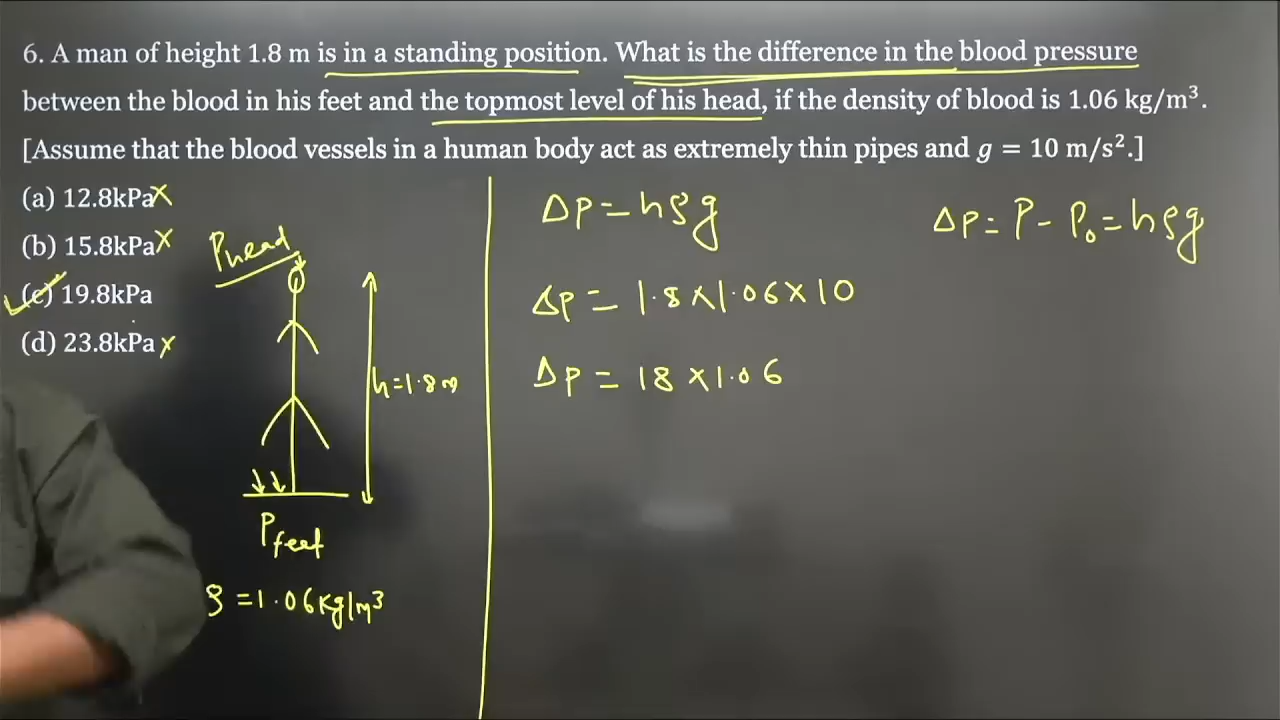 6. A man of height 1.8 m is in a standing position. What is the difference in the blood pressure
between the blood in his feet and the topmost level of his head, if the density of blood is 1.06 kg/m³.
[Assume that the blood vessels in a human body act as extremely thin pipes and g = 10 m/s².]
(a) 12.8kPa x
(b) 15.8kPa x
(c) 19.8kPa
(d) 23.8kPa x
P head
h=1.8 m
P feet
ρ = 1.06 kg/m³
ΔP = hρg
ΔP = 1.8 × 1.06 × 10
ΔP = 18 × 1.06
ΔP = P - P₀ = hρg